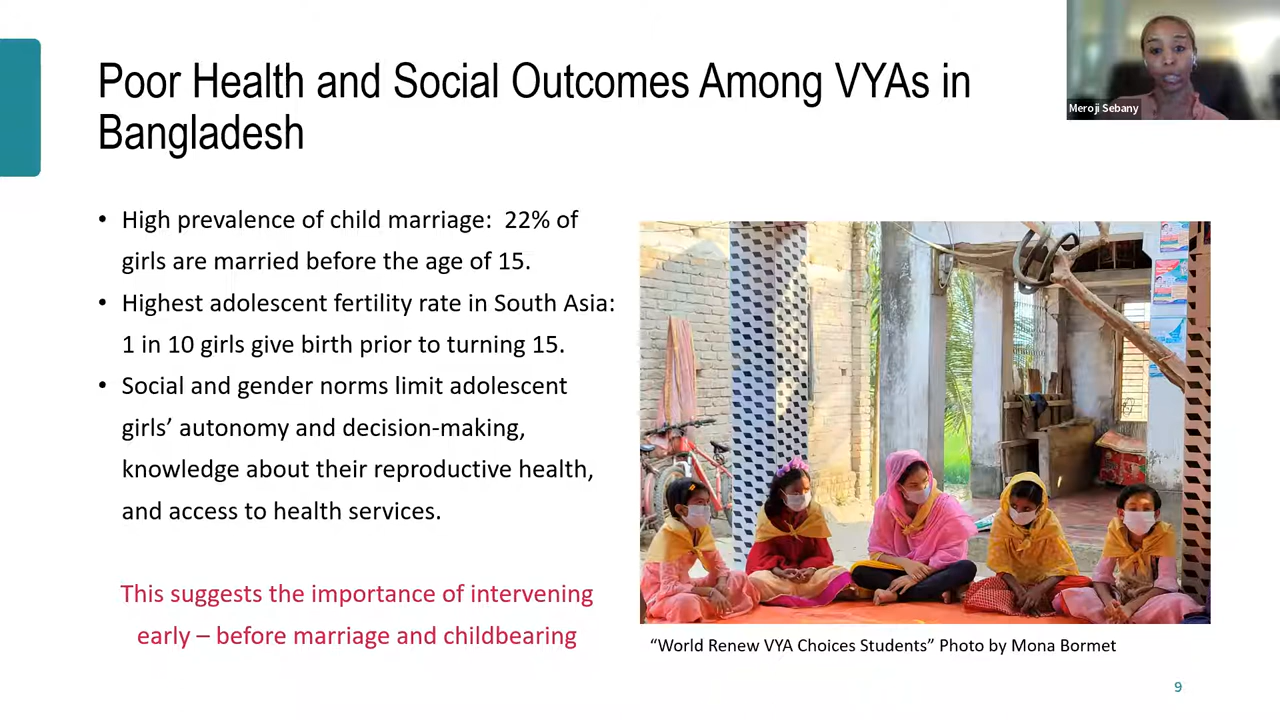 Poor Health and Social Outcomes Among VYAs in
Bangladesh
Meroji Sebany
• High prevalence of child marriage:  22% of
girls are married before the age of 15.
• Highest adolescent fertility rate in South Asia:
1 in 10 girls give birth prior to turning 15.
• Social and gender norms limit adolescent
girls’ autonomy and decision-making,
knowledge about their reproductive health,
and access to health services.
This suggests the importance of intervening
early – before marriage and childbearing
“World Renew VYA Choices Students” Photo by Mona Bormet
9